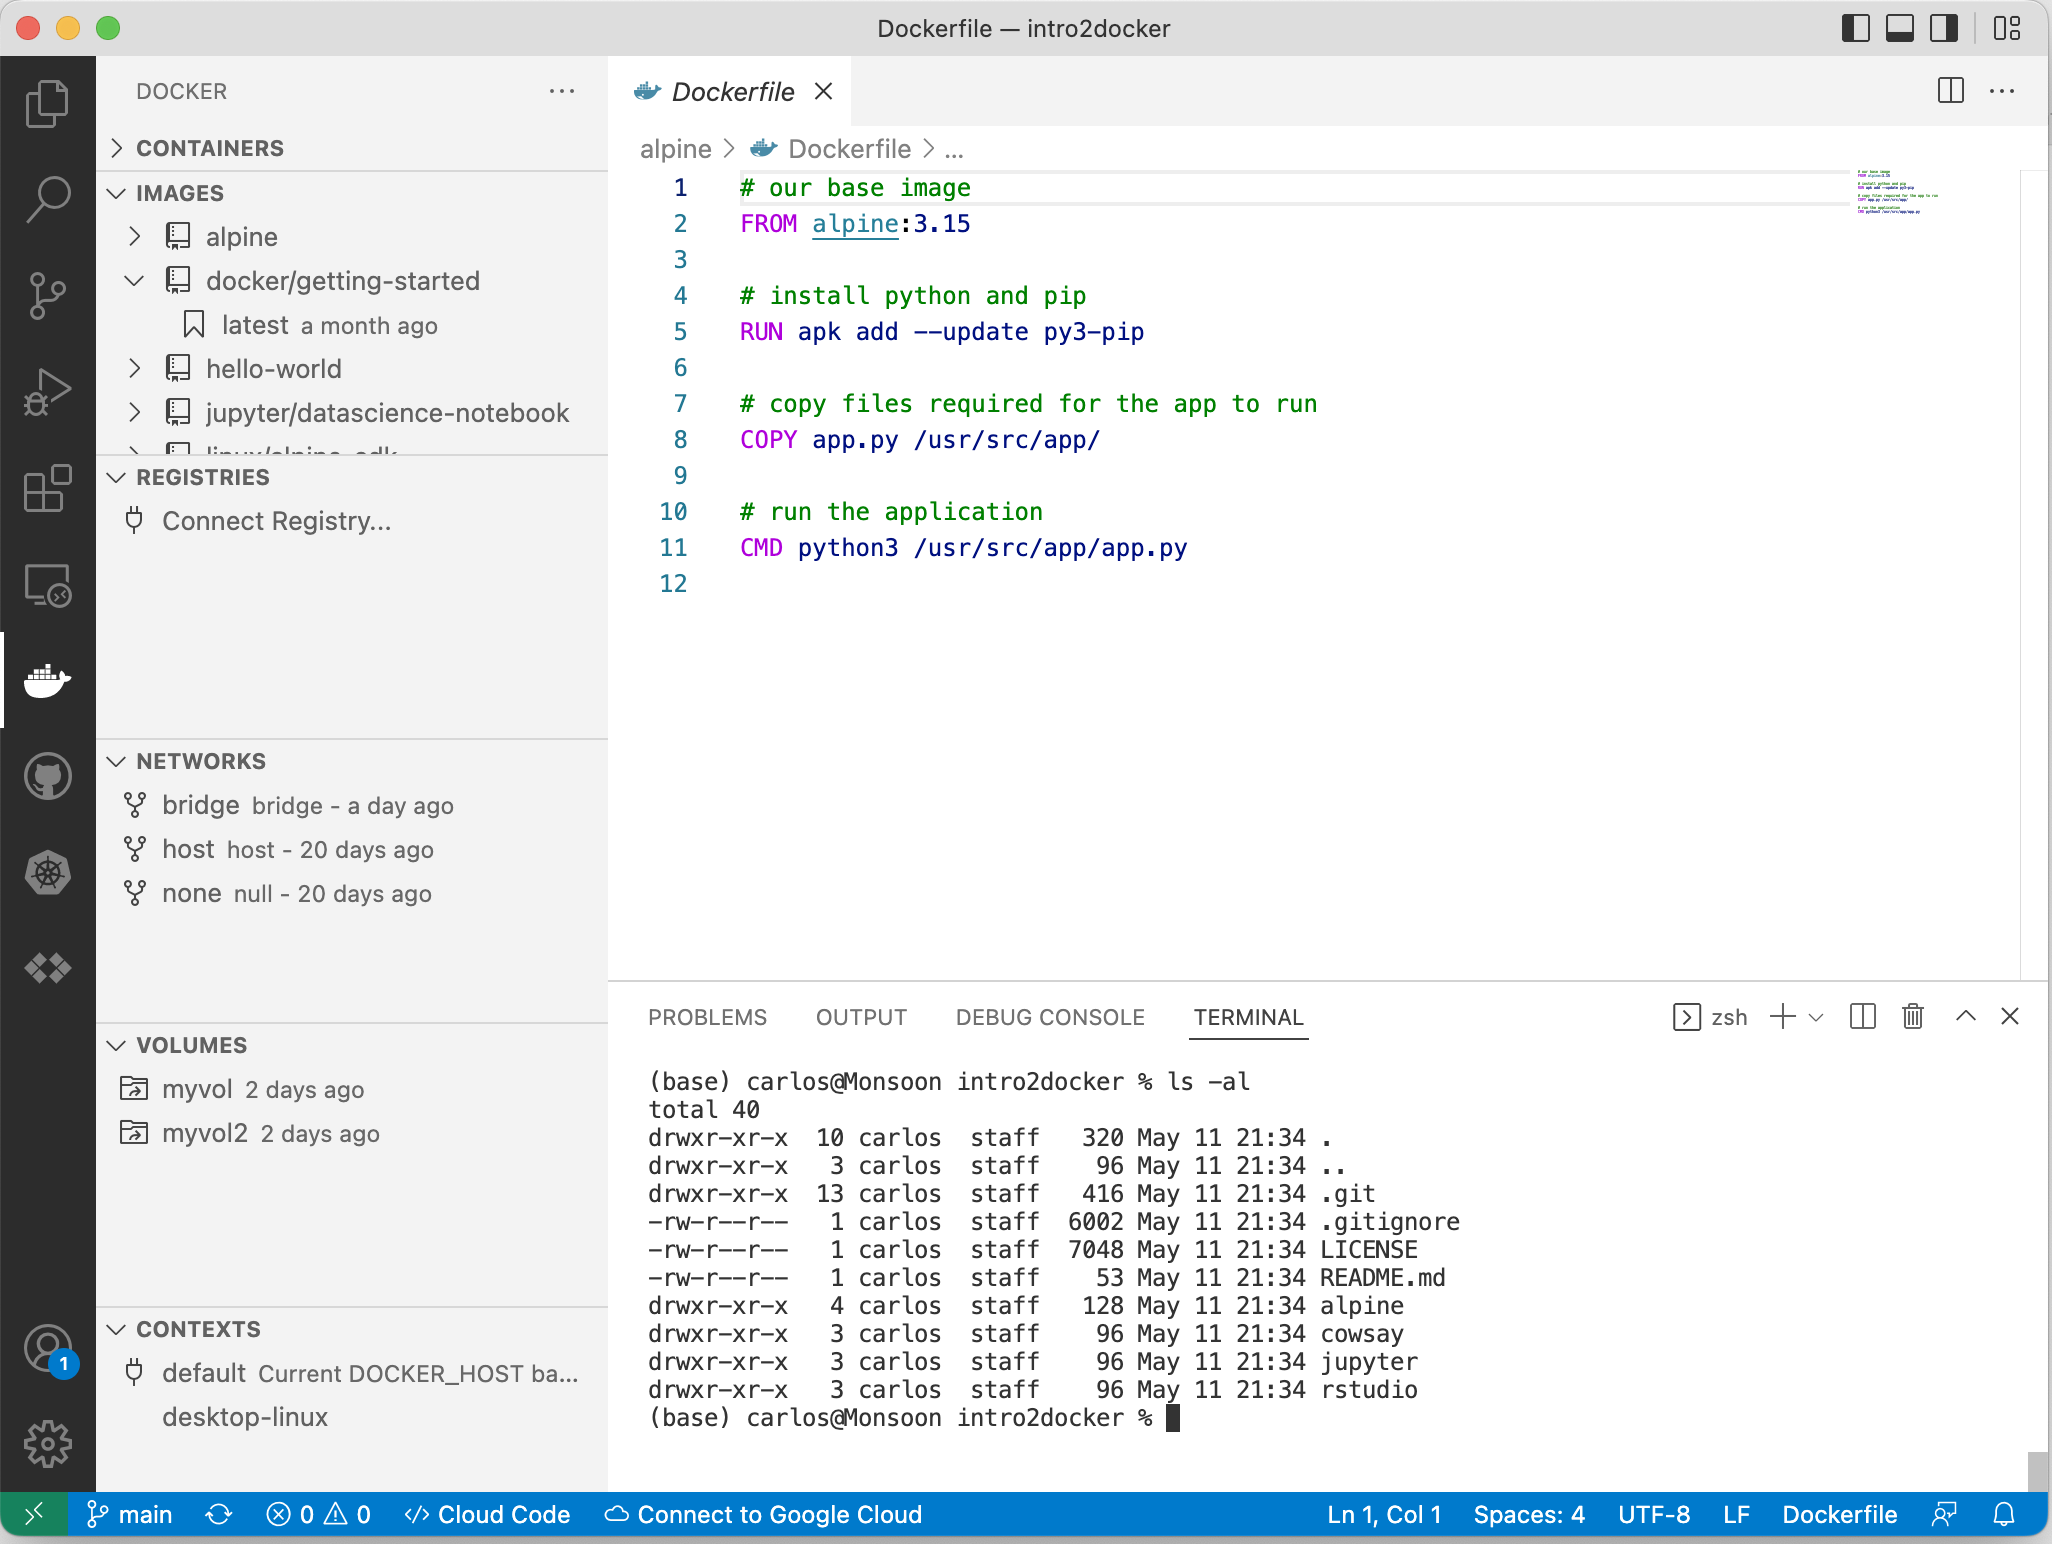 Dockerfile — intro2docker
DOCKER
CONTAINERS
IMAGES
alpine
docker/getting-started
latest a month ago
hello-world
jupyter/datascience-notebook
REGISTRIES
Connect Registry...
NETWORKS
bridge bridge - a day ago
host host - 20 days ago
none null - 20 days ago
VOLUMES
myvol 2 days ago
myvol2 2 days ago
CONTEXTS
default Current DOCKER_HOST ba...
desktop-linux
1
Dockerfile
alpine > Dockerfile > ...
1 # our base image
2 FROM alpine:3.15
3
4 # install python and pip
5 RUN apk add --update py3-pip
6
7 # copy files required for the app to run
8 COPY app.py /usr/src/app/
9
10 # run the application
11 CMD python3 /usr/src/app/app.py
12
PROBLEMS OUTPUT DEBUG CONSOLE TERMINAL zsh
(base) carlos@Monsoon intro2docker % ls -al
total 40
drwxr-xr-x  10 carlos  staff   320 May 11 21:34 .
drwxr-xr-x   3 carlos  staff    96 May 11 21:34 ..
drwxr-xr-x  13 carlos  staff   416 May 11 21:34 .git
-rw-r--r--   1 carlos  staff  6002 May 11 21:34 .gitignore
-rw-r--r--   1 carlos  staff  7048 May 11 21:34 LICENSE
-rw-r--r--   1 carlos  staff    53 May 11 21:34 README.md
drwxr-xr-x   4 carlos  staff   128 May 11 21:34 alpine
drwxr-xr-x   3 carlos  staff    96 May 11 21:34 cowsay
drwxr-xr-x   3 carlos  staff    96 May 11 21:34 jupyter
drwxr-xr-x   3 carlos  staff    96 May 11 21:34 rstudio
(base) carlos@Monsoon intro2docker %
main 0 0 Cloud Code Connect to Google Cloud Ln 1, Col 1 Spaces: 4 UTF-8 LF Dockerfile